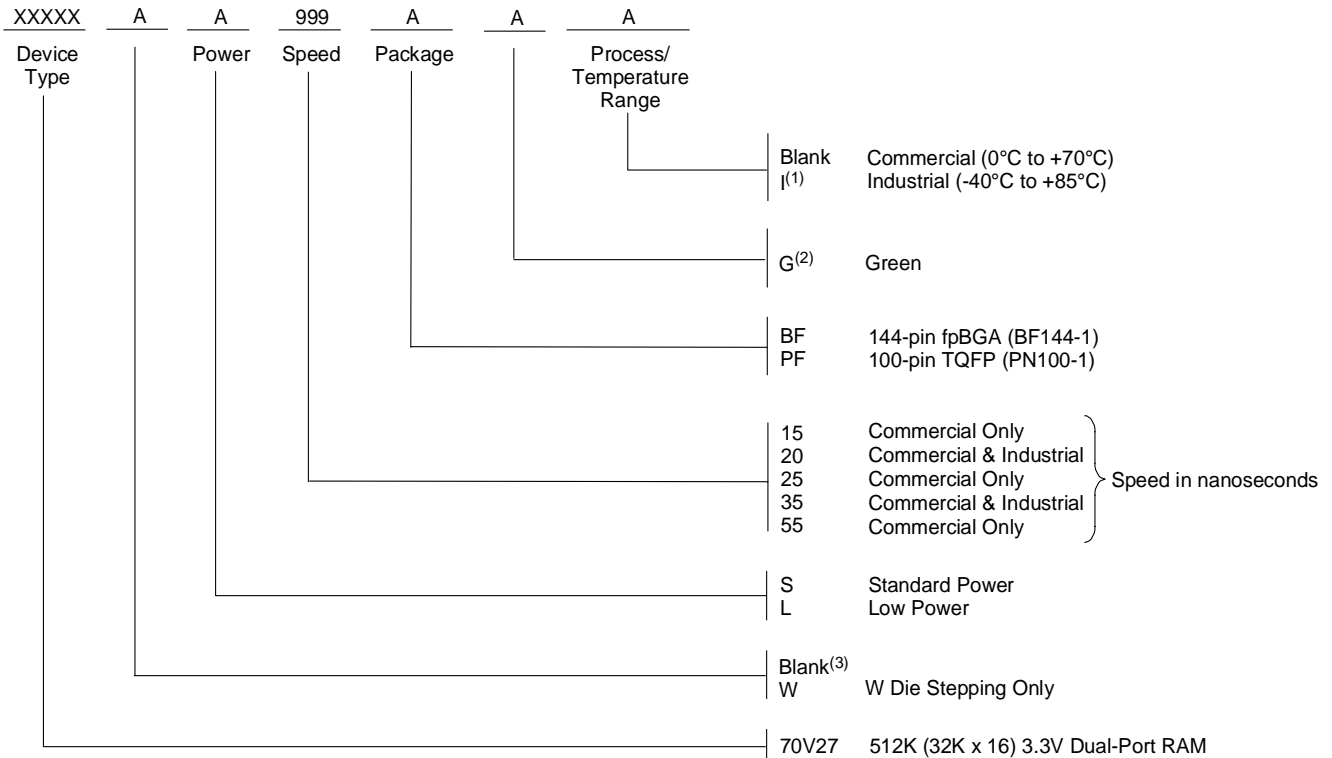 XXXXX A A 999 A A A
Device Type Power Speed Package Process/ Temperature Range
Blank Commercial (0°C to +70°C)
I(1) Industrial (-40°C to +85°C)
G(2) Green
BF 144-pin fpBGA (BF144-1)
PF 100-pin TQFP (PN100-1)
15 Commercial Only
20 Commercial & Industrial
25 Commercial Only
35 Commercial & Industrial
55 Commercial Only
Speed in nanoseconds
S Standard Power
L Low Power
Blank(3)
W W Die Stepping Only
70V27 512K (32K x 16) 3.3V Dual-Port RAM